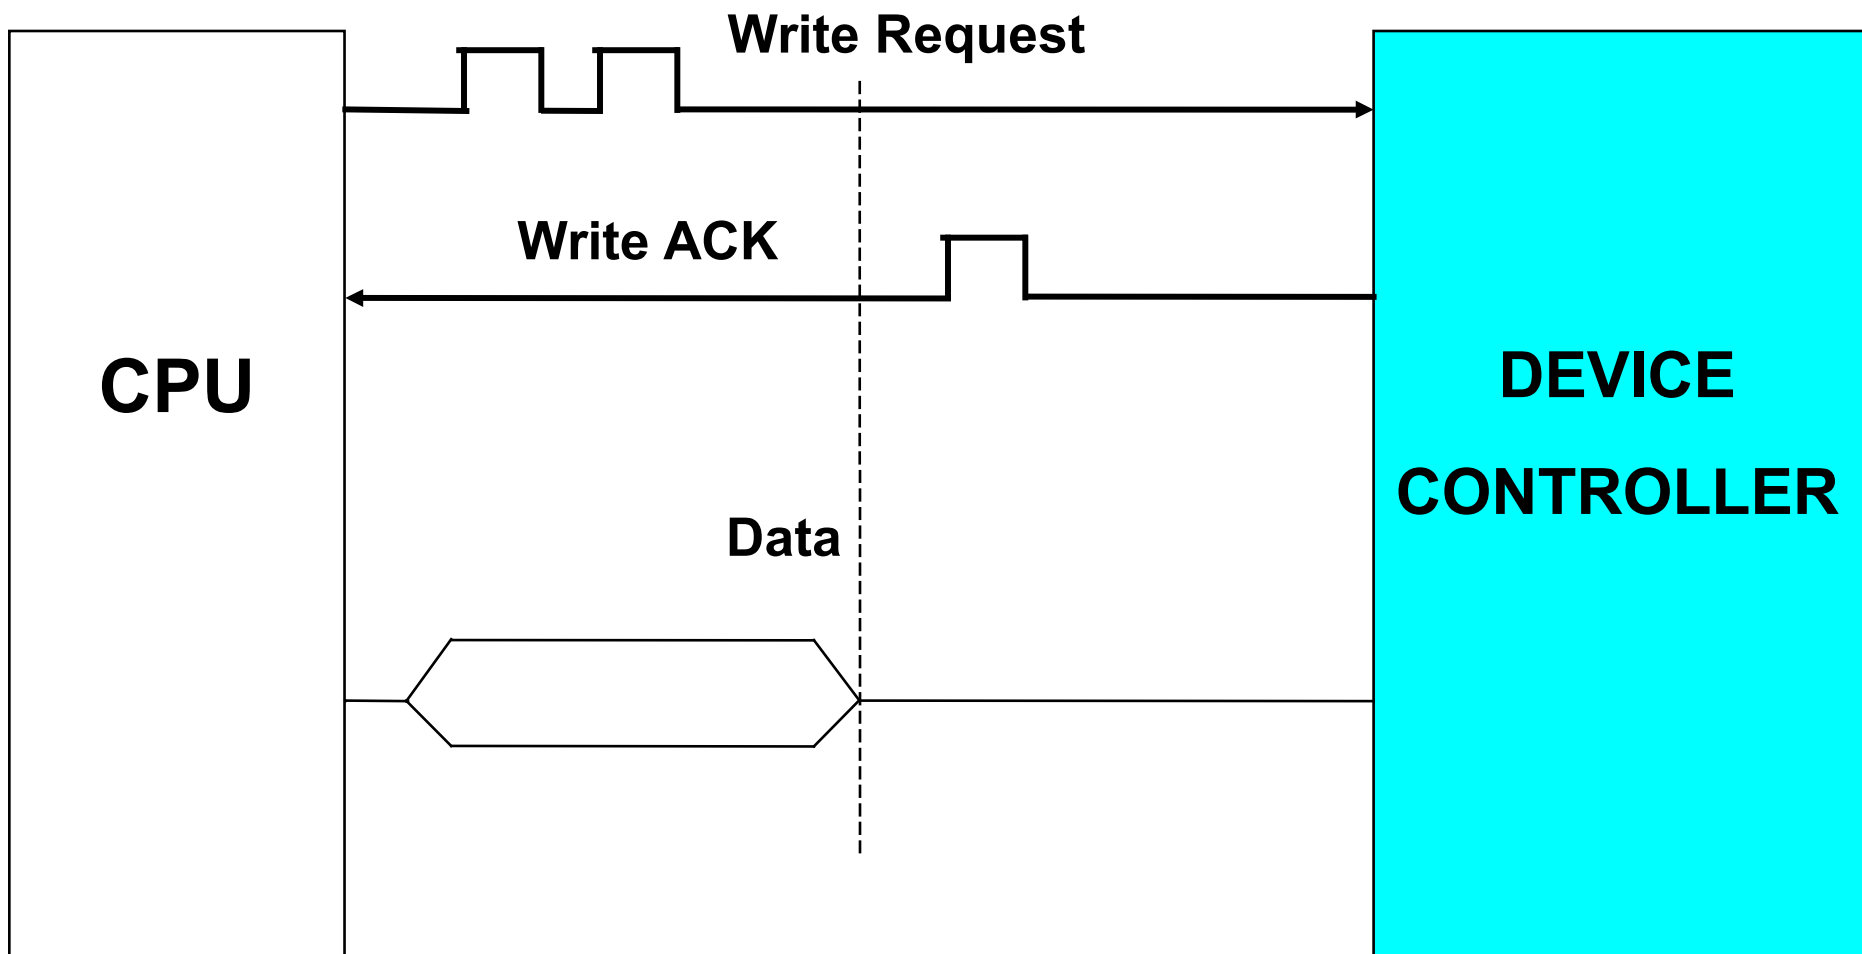 Write Request
Write ACK
CPU
DEVICE
CONTROLLER
Data